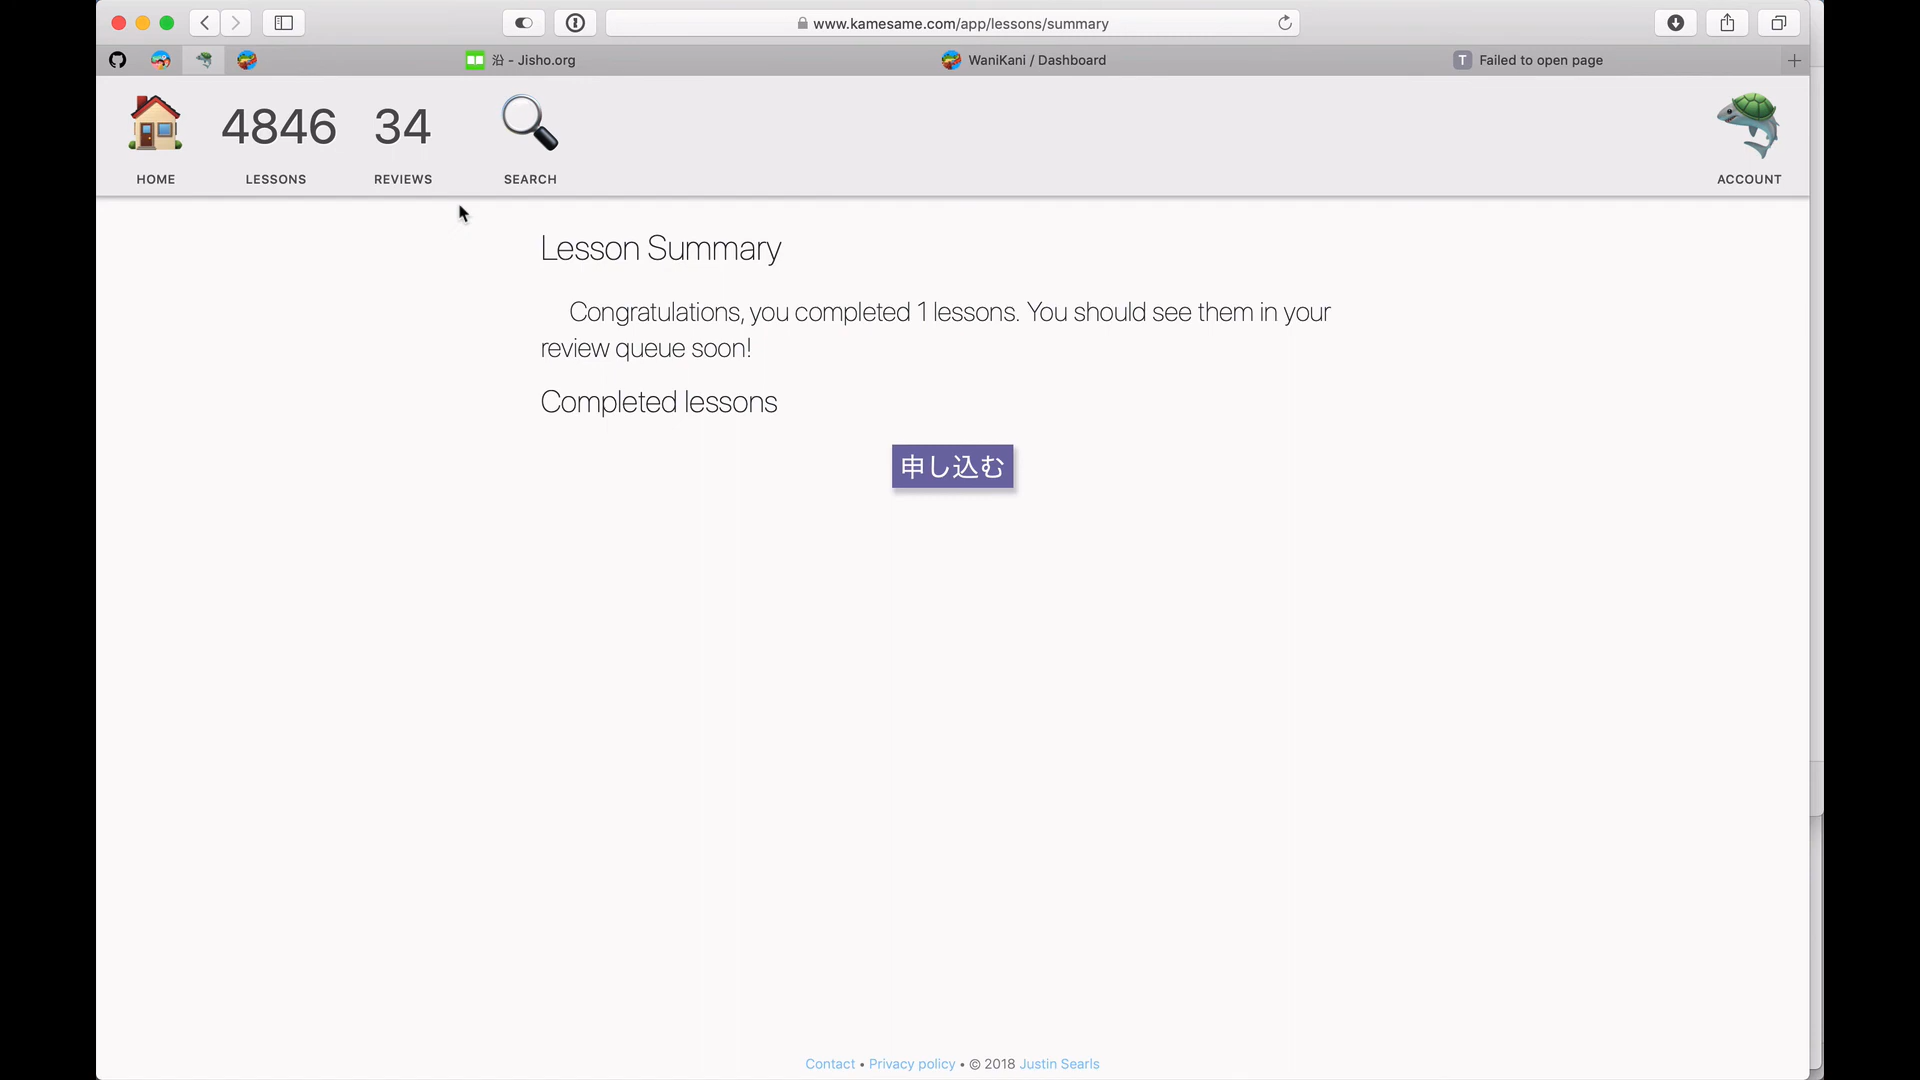 www.kamesame.com/app/lessons/summary
沿 - Jisho.org
WaniKani / Dashboard
T Failed to open page
4846 34
HOME LESSONS REVIEWS SEARCH ACCOUNT
Lesson Summary
Congratulations, you completed 1 lessons. You should see them in your
review queue soon!
Completed lessons
申し込む
Contact • Privacy policy • © 2018 Justin Searls